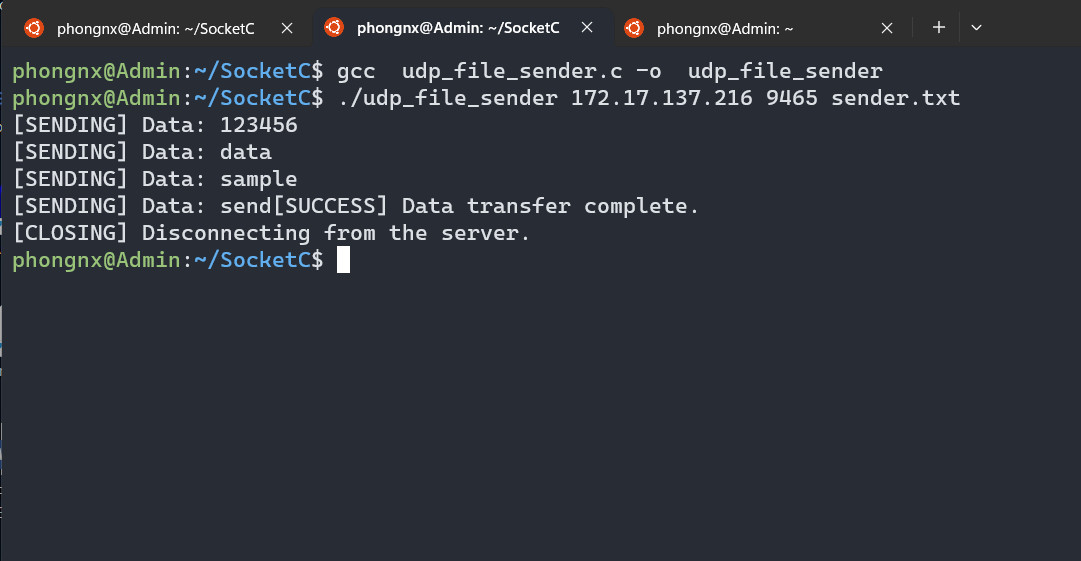 phongnx@Admin: ~/SocketC
phongnx@Admin: ~/SocketC
phongnx@Admin: ~
phongnx@Admin:~/SocketC$ gcc  udp_file_sender.c -o  udp_file_sender
phongnx@Admin:~/SocketC$ ./udp_file_sender 172.17.137.216 9465 sender.txt
[SENDING] Data: 123456
[SENDING] Data: data
[SENDING] Data: sample
[SENDING] Data: send[SUCCESS] Data transfer complete.
[CLOSING] Disconnecting from the server.
phongnx@Admin:~/SocketC$